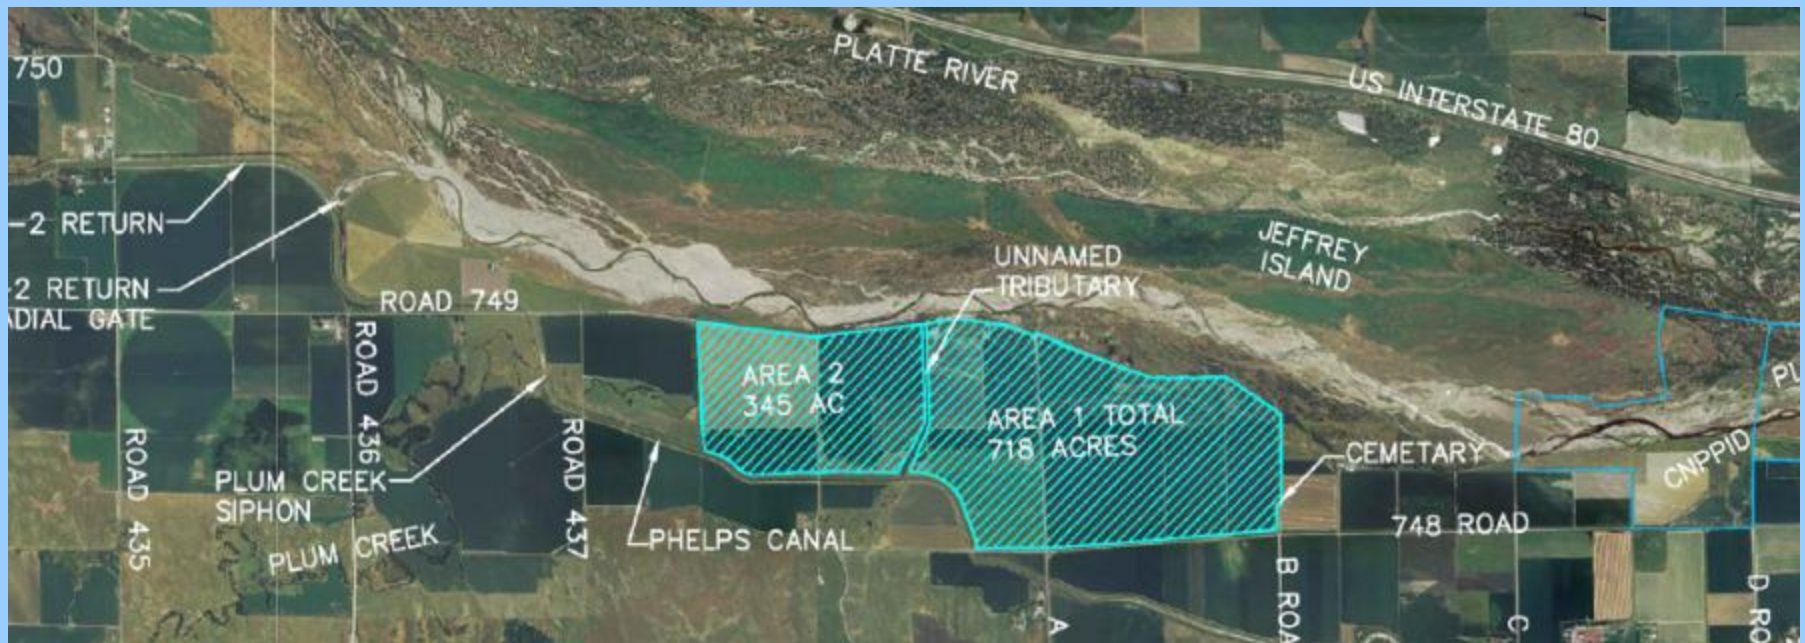 750
PLATTE RIVER
US INTERSTATE 80
-2 RETURN
2 RETURN
ADIAL GATE
ROAD 749
UNNAMED
TRIBUTARY
JEFFREY
ISLAND
ROAD 435
ROAD 436
ROAD 437
AREA 2
345 AC
AREA 1 TOTAL
718 ACRES
CEMETARY
CNPPID
PL
PLUM CREEK
SIPHON
PLUM CREEK
PHELPS CANAL
748 ROAD
A
B ROA
C
D RO